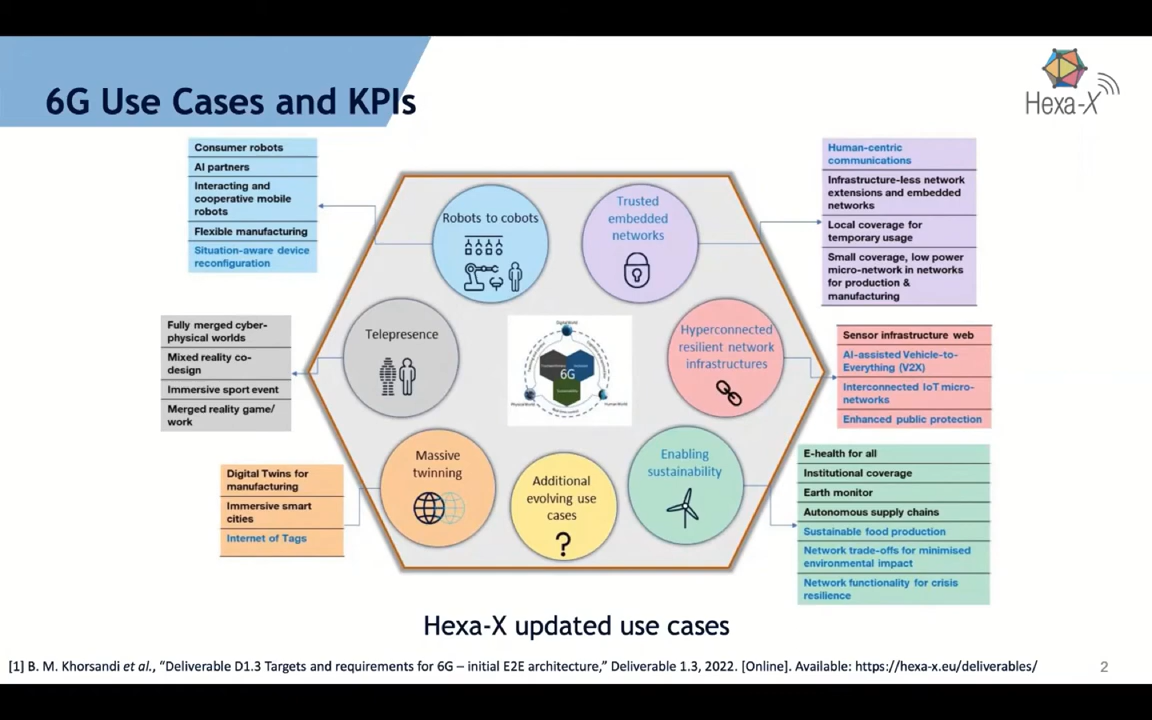 6G Use Cases and KPIs
Hexa-X
Consumer robots
AI partners
Interacting and
cooperative mobile
robots
Flexible manufacturing
Situation-aware device
reconfiguration
Fully merged cyber-
physical worlds
Mixed reality co-
design
Immersive sport event
Merged reality game/
work
Digital Twins for
manufacturing
Immersive smart
cities
Internet of Tags
Robots to cobots
Trusted
embedded
networks
Telepresence
Hyperconnected
resilient network
infrastructures
Massive
twinning
Additional
evolving use
cases
?
Enabling
sustainability
Digital World
6G
Physical World
Human World
Human-centric
communications
Infrastructure-less network
extensions and embedded
networks
Local coverage for
temporary usage
Small coverage, low power
micro-network in networks
for production &
manufacturing
Sensor infrastructure web
AI-assisted Vehicle-to-
Everything (V2X)
Interconnected IoT micro-
networks
Enhanced public protection
E-health for all
Institutional coverage
Earth monitor
Autonomous supply chains
Sustainable food production
Network trade-offs for minimised
environmental impact
Network functionality for crisis
resilience
Hexa-X updated use cases
[1] B. M. Khorsandi et al., “Deliverable D1.3 Targets and requirements for 6G – initial E2E architecture,” Deliverable 1.3, 2022. [Online]. Available: https://hexa-x.eu/deliverables/
2